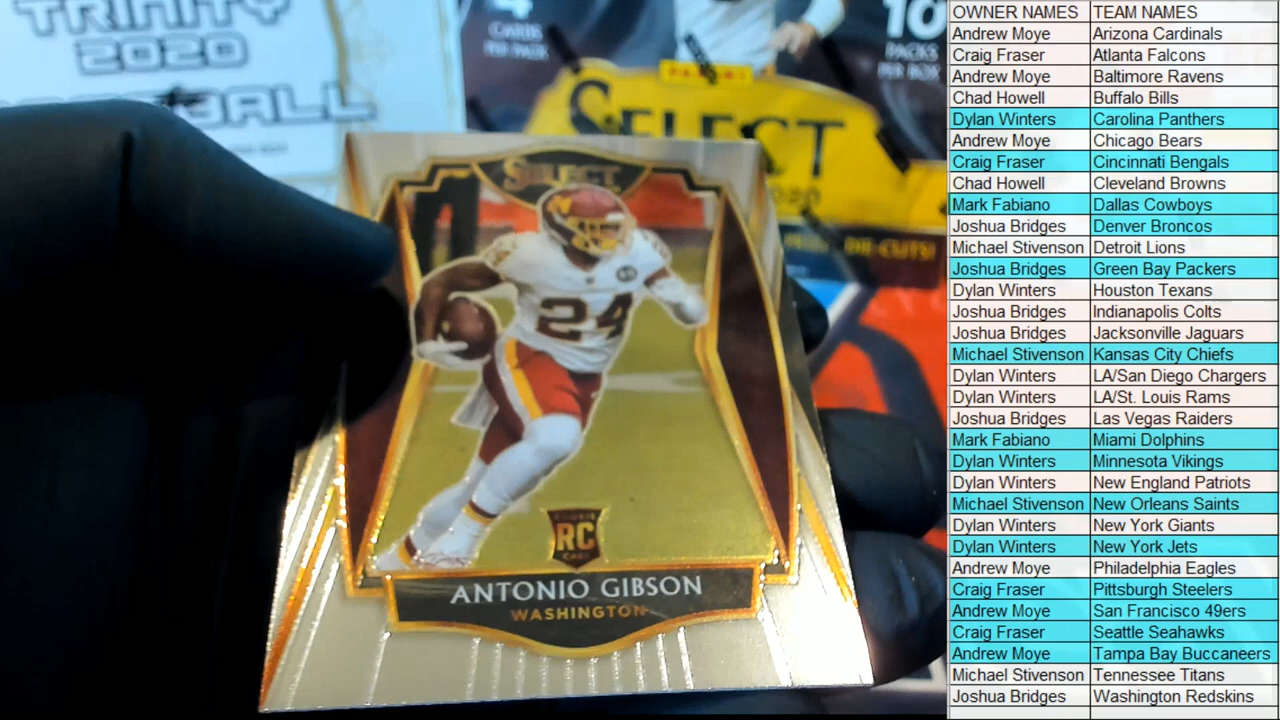 TRINITY
2020
CARDS
PER PACK
10
PACKS
PER BOX
PANINI
SELECT
DIE-CUTS!
SELECT
24
ROOKIE
RC
CARD
ANTONIO GIBSON
WASHINGTON
OWNER NAMES TEAM NAMES
Andrew Moye Arizona Cardinals
Craig Fraser Atlanta Falcons
Andrew Moye Baltimore Ravens
Chad Howell Buffalo Bills
Dylan Winters Carolina Panthers
Andrew Moye Chicago Bears
Craig Fraser Cincinnati Bengals
Chad Howell Cleveland Browns
Mark Fabiano Dallas Cowboys
Joshua Bridges Denver Broncos
Michael Stivenson Detroit Lions
Joshua Bridges Green Bay Packers
Dylan Winters Houston Texans
Joshua Bridges Indianapolis Colts
Joshua Bridges Jacksonville Jaguars
Michael Stivenson Kansas City Chiefs
Dylan Winters LA/San Diego Chargers
Dylan Winters LA/St. Louis Rams
Joshua Bridges Las Vegas Raiders
Mark Fabiano Miami Dolphins
Dylan Winters Minnesota Vikings
Dylan Winters New England Patriots
Michael Stivenson New Orleans Saints
Dylan Winters New York Giants
Dylan Winters New York Jets
Andrew Moye Philadelphia Eagles
Craig Fraser Pittsburgh Steelers
Andrew Moye San Francisco 49ers
Craig Fraser Seattle Seahawks
Andrew Moye Tampa Bay Buccaneers
Michael Stivenson Tennessee Titans
Joshua Bridges Washington Redskins